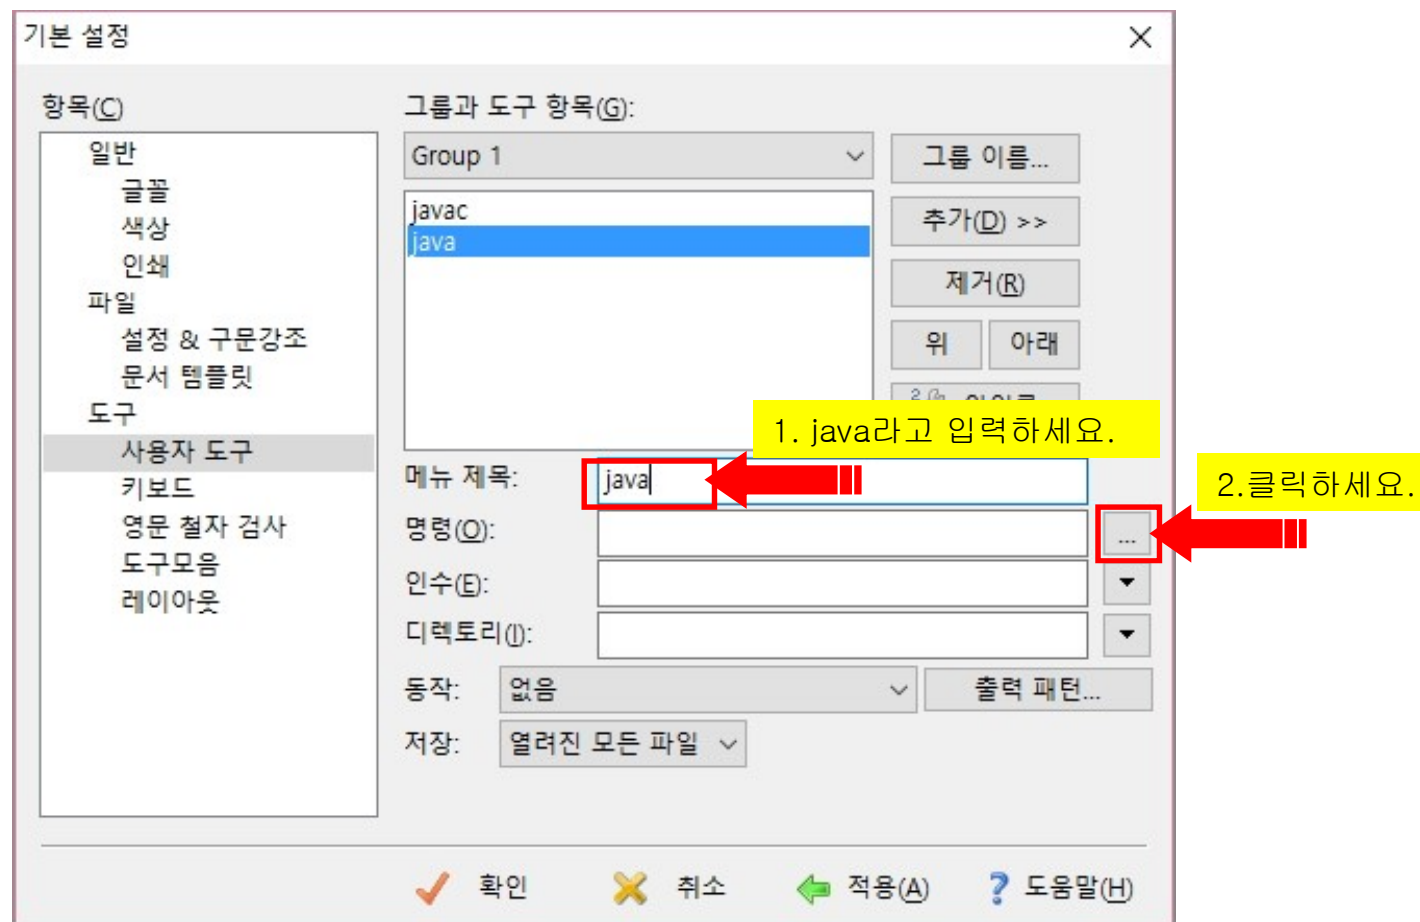 기본 설정
항목(C)
일반
글꼴
색상
인쇄
파일
설정 & 구문강조
문서 템플릿
도구
사용자 도구
키보드
영문 철자 검사
도구모음
레이아웃
그룹과 도구 항목(G):
Group 1
그룹 이름...
javac
java
추가(D) >>
제거(R)
위
아래
1. java라고 입력하세요.
메뉴 제목:
java
2.클릭하세요.
명령(O):
...
인수(E):
디렉토리(I):
동작:
없음
출력 패턴...
저장:
열려진 모든 파일
확인
취소
적용(A)
도움말(H)